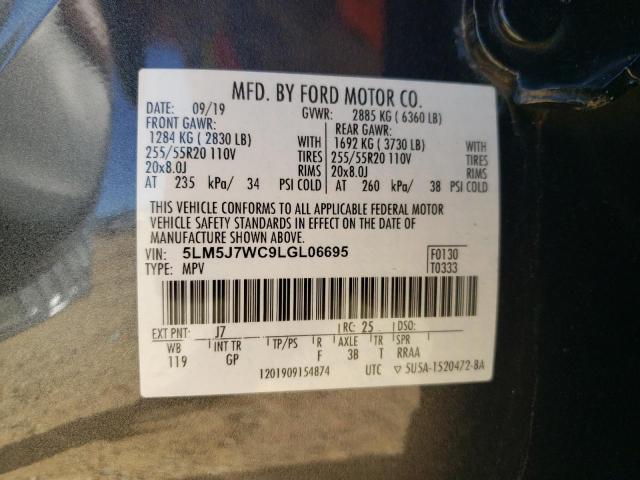 MFD. BY FORD MOTOR CO.
DATE: 09/19 GVWR: 2885 KG ( 6360 LB)
FRONT GAWR: REAR GAWR:
1284 KG ( 2830 LB) WITH 1692 KG ( 3730 LB) WITH
255/55R20 110V TIRES 255/55R20 110V TIRES
20x8.0J RIMS 20x8.0J RIMS
AT 235 kPa/ 34 PSI COLD AT 260 kPa/ 38 PSI COLD
THIS VEHICLE CONFORMS TO ALL APPLICABLE FEDERAL MOTOR
VEHICLE SAFETY STANDARDS IN EFFECT ON THE DATE OF
MANUFACTURE SHOWN ABOVE.
VIN: 5LM5J7WC9LGL06695 F0130
TYPE: MPV T0333
EXT PNT: J7 RC: 25 DSO:
WB INT TR TP/PS R AXLE TR SPR
119 GP F 3B T RRAA
1201909154874 UTC ▽ 5U5A-1520472-BA